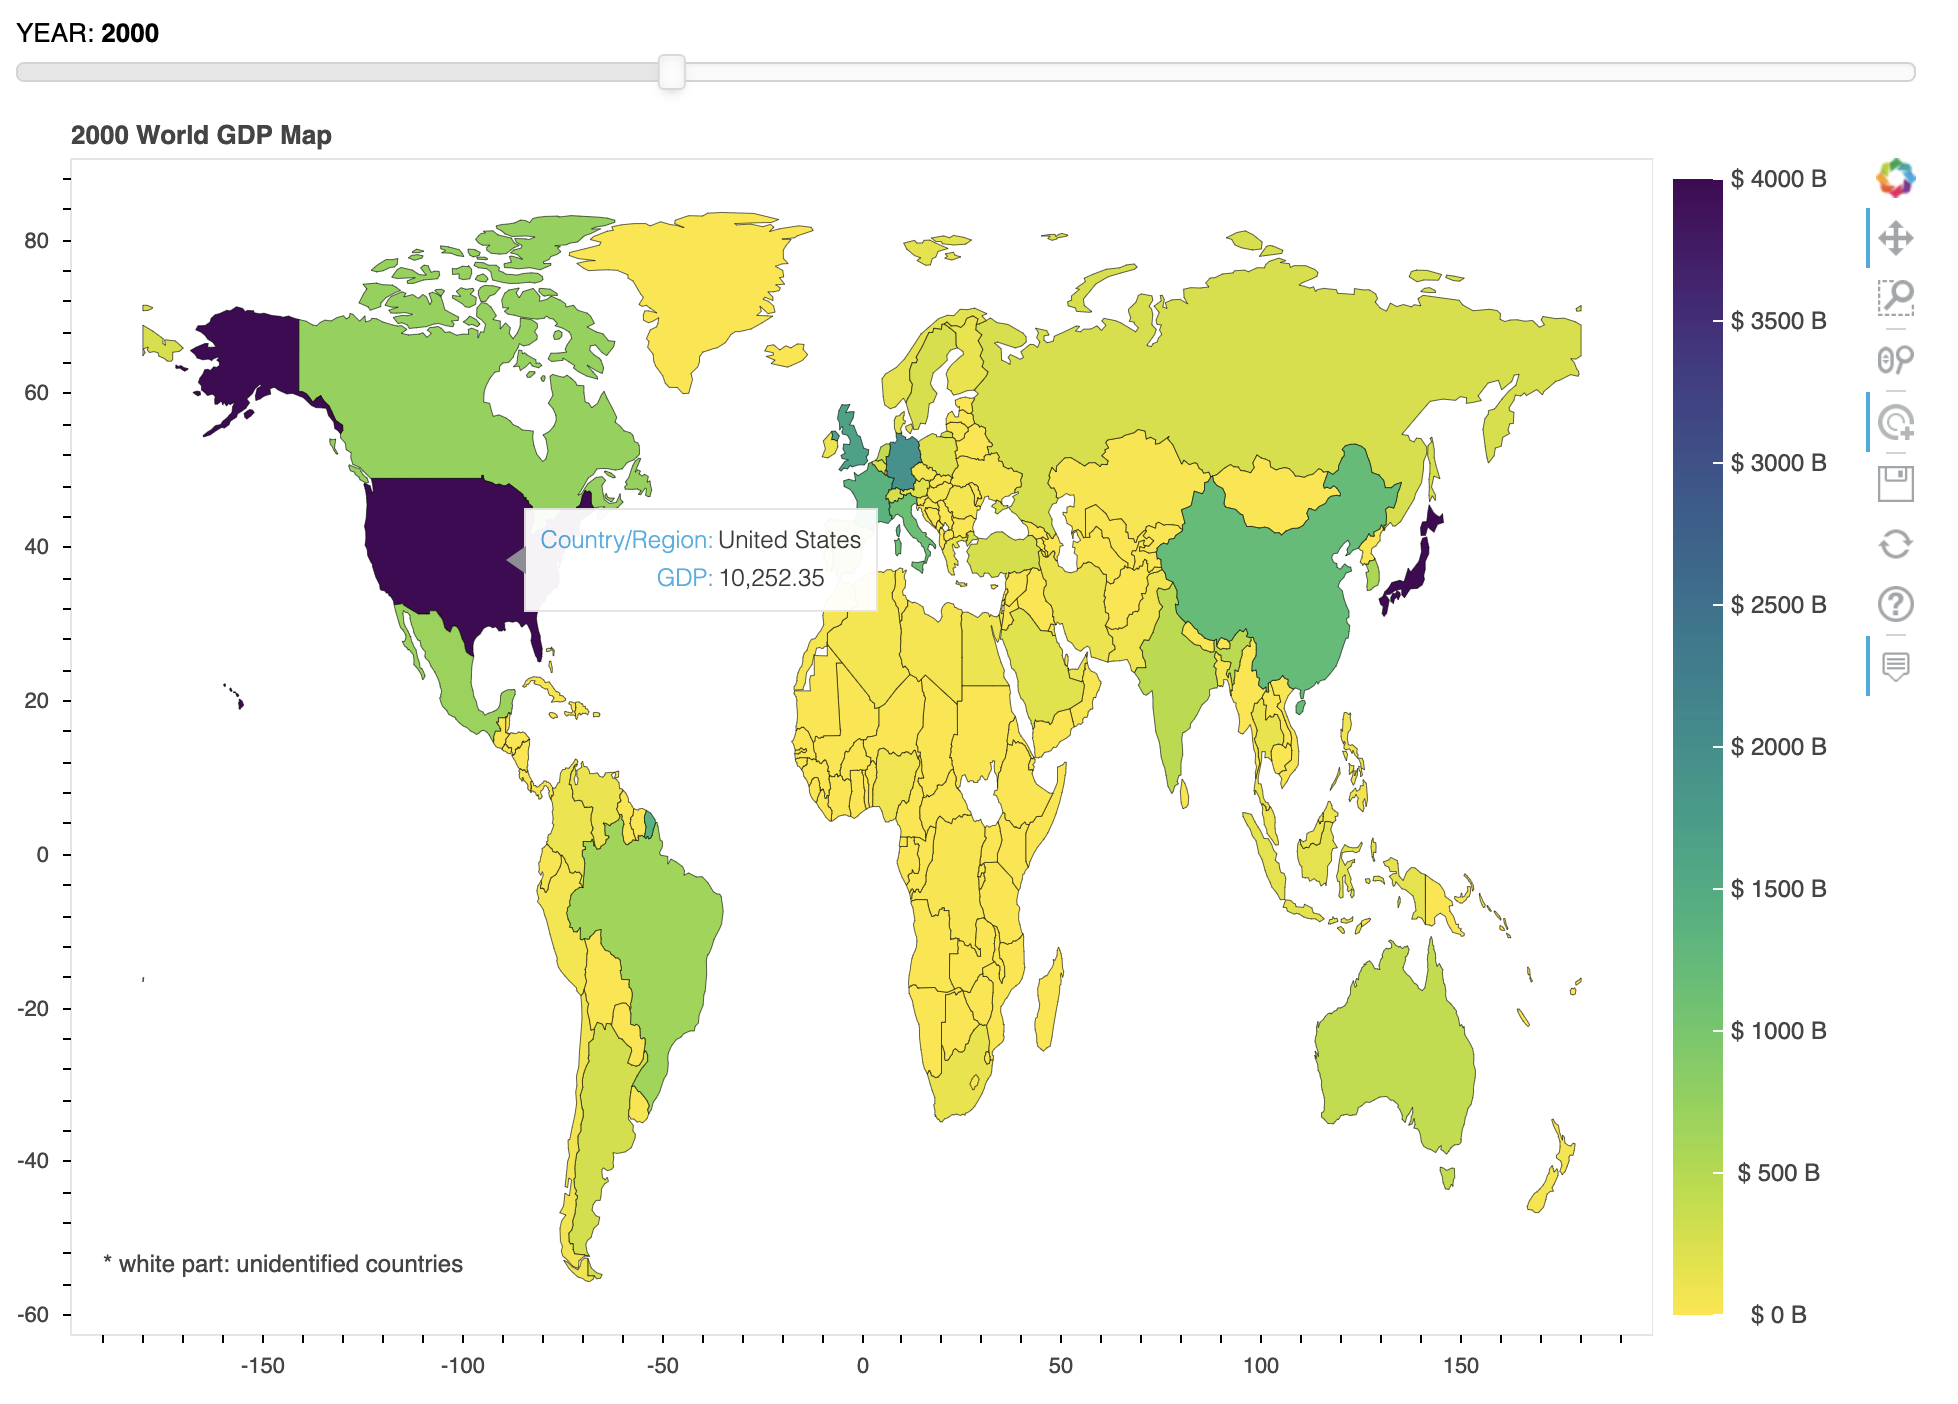 YEAR: 2000
2000 World GDP Map
80
60
40
20
0
-20
-40
-60
-150
-100
-50
0
50
100
150
Country/Region: United States
GDP: 10,252.35
* white part: unidentified countries
$ 4000 B
$ 3500 B
$ 3000 B
$ 2500 B
$ 2000 B
$ 1500 B
$ 1000 B
$ 500 B
$ 0 B